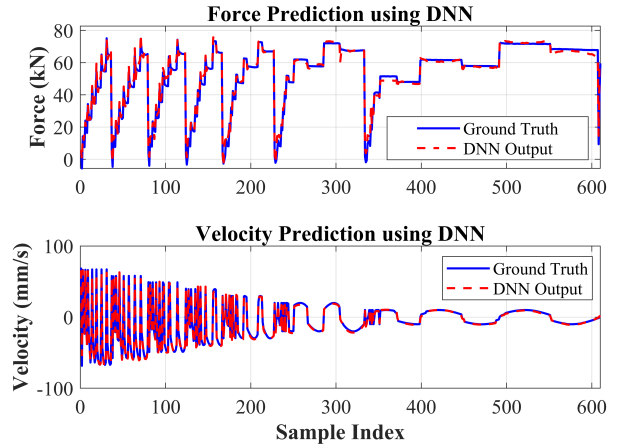 Force Prediction using DNN
Force (kN)
80
60
40
20
0
Ground Truth
DNN Output
0 100 200 300 400 500 600
Velocity Prediction using DNN
Velocity (mm/s)
100
0
-100
Ground Truth
DNN Output
0 100 200 300 400 500 600
Sample Index